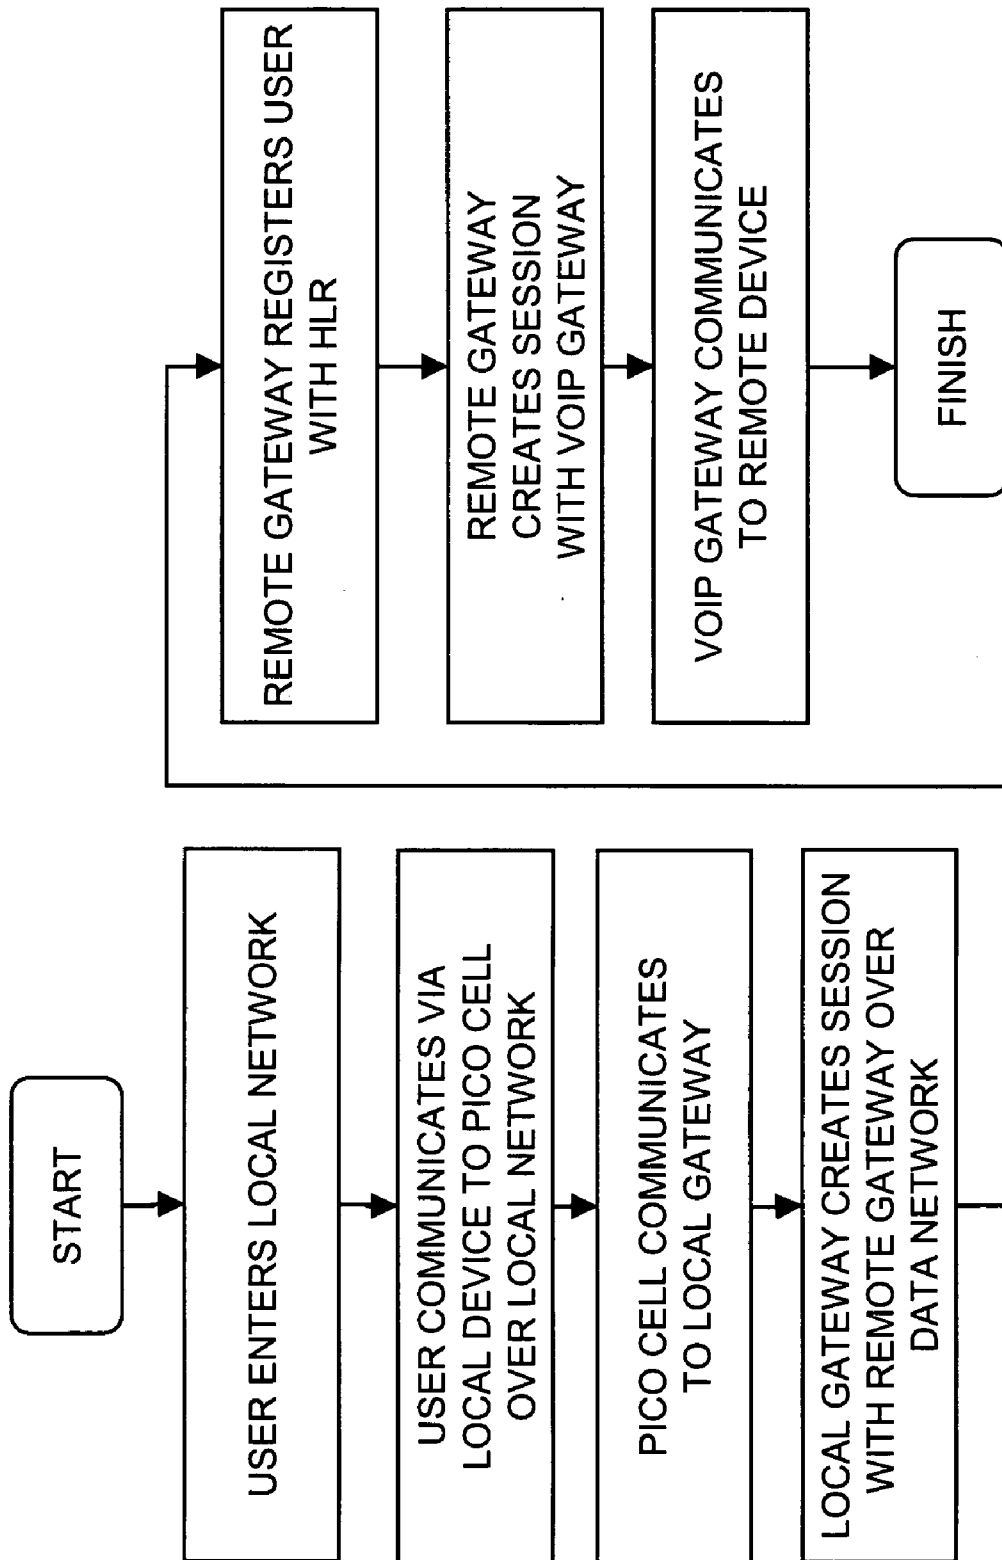 START
USER ENTERS LOCAL NETWORK
USER COMMUNICATES VIA
LOCAL DEVICE TO PICO CELL
OVER LOCAL NETWORK
PICO CELL COMMUNICATES
TO LOCAL GATEWAY
LOCAL GATEWAY CREATES SESSION
WITH REMOTE GATEWAY OVER
DATA NETWORK
REMOTE GATEWAY REGISTERS USER
WITH HLR
REMOTE GATEWAY
CREATES SESSION
WITH VOIP GATEWAY
VOIP GATEWAY COMMUNICATES
TO REMOTE DEVICE
FINISH